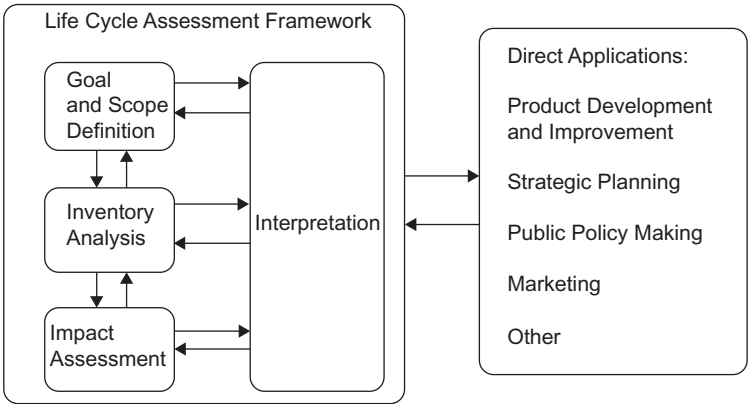 Life Cycle Assessment Framework
Goal
and Scope
Definition
Inventory
Analysis
Impact
Assessment
Interpretation
Direct Applications:
Product Development
and Improvement
Strategic Planning
Public Policy Making
Marketing
Other